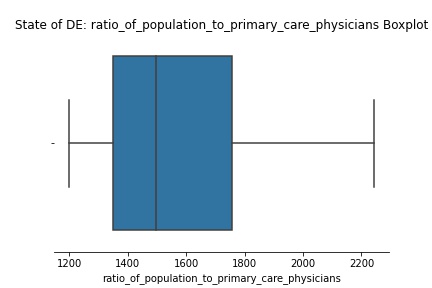 State of DE: ratio_of_population_to_primary_care_physicians Boxplot
-
1200 1400 1600 1800 2000 2200
ratio_of_population_to_primary_care_physicians